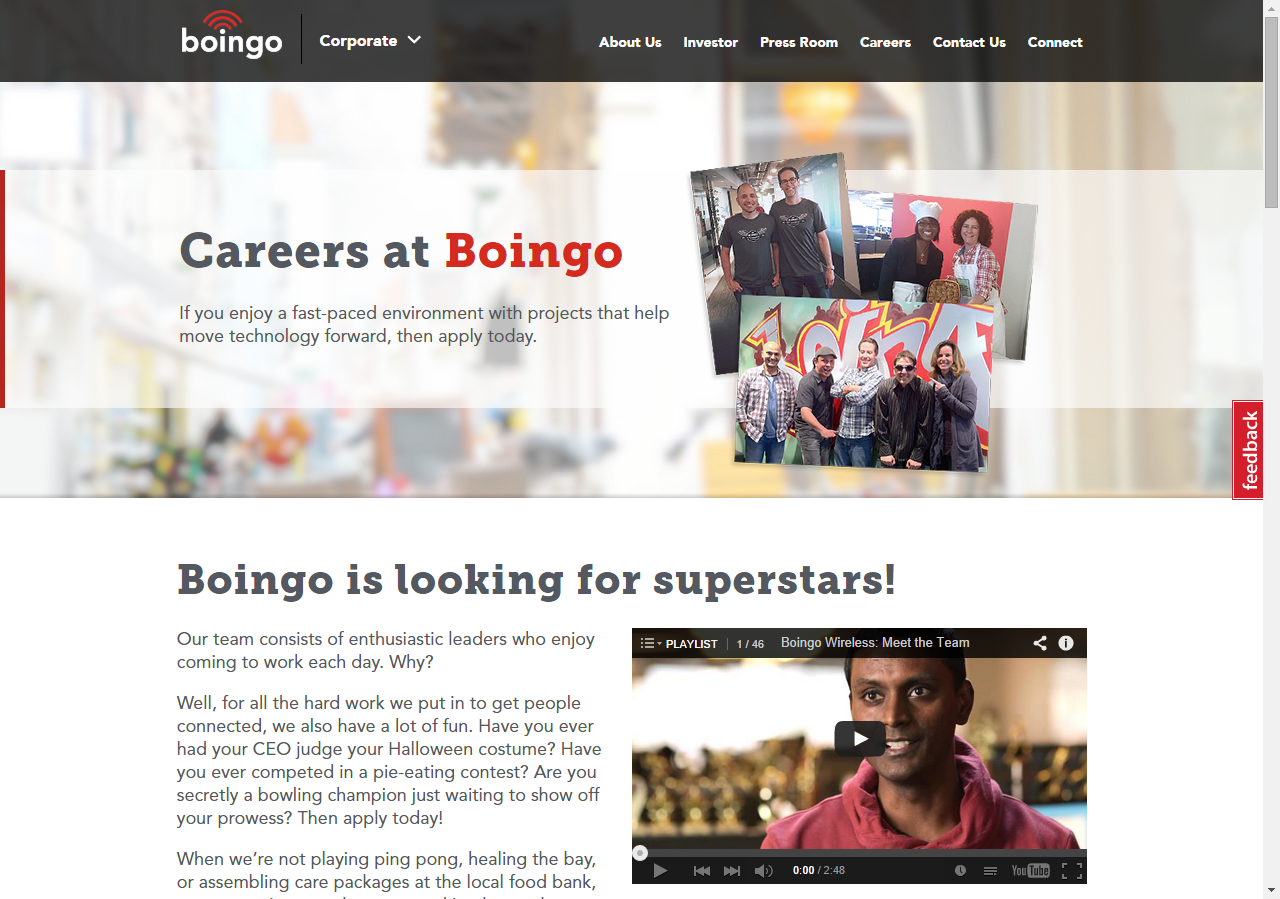 boingo
Corporate
About Us Investor Press Room Careers Contact Us Connect
Careers at Boingo
If you enjoy a fast-paced environment with projects that help
move technology forward, then apply today.
feedback
Boingo is looking for superstars!
Our team consists of enthusiastic leaders who enjoy
coming to work each day. Why?
Well, for all the hard work we put in to get people
connected, we also have a lot of fun. Have you ever
had your CEO judge your Halloween costume? Have
you ever competed in a pie-eating contest? Are you
secretly a bowling champion just waiting to show off
your prowess? Then apply today!
When we’re not playing ping pong, healing the bay,
or assembling care packages at the local food bank,
PLAYLIST 1 / 46 Boingo Wireless: Meet the Team
0:00 / 2:48
YouTube